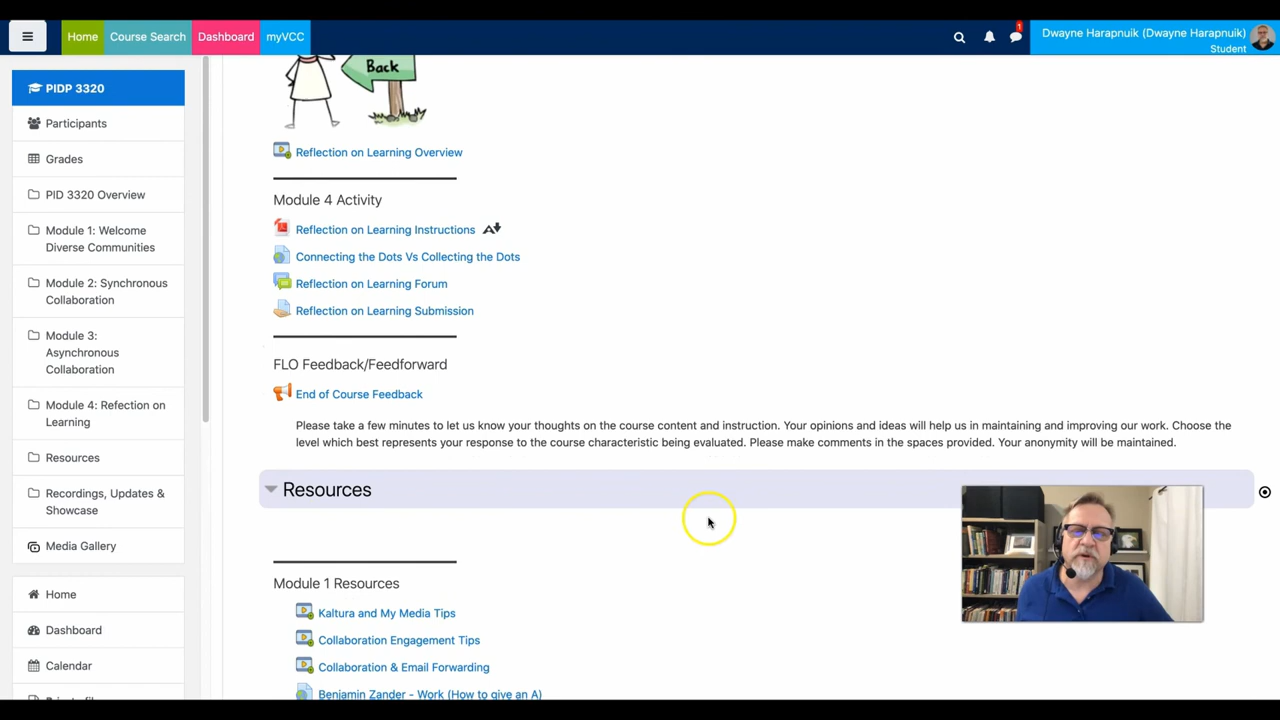 Home
Course Search
Dashboard
myVCC
1
Dwayne Harapnuik (Dwayne Harapnuik)
Student
PIDP 3320
Participants
Grades
PID 3320 Overview
Module 1: Welcome
Diverse Communities
Module 2: Synchronous
Collaboration
Module 3:
Asynchronous
Collaboration
Module 4: Refection on
Learning
Resources
Recordings, Updates &
Showcase
Media Gallery
Home
Dashboard
Calendar
Back
Reflection on Learning Overview
Module 4 Activity
Reflection on Learning Instructions
Connecting the Dots Vs Collecting the Dots
Reflection on Learning Forum
Reflection on Learning Submission
FLO Feedback/Feedforward
End of Course Feedback
Please take a few minutes to let us know your thoughts on the course content and instruction. Your opinions and ideas will help us in maintaining and improving our work. Choose the
level which best represents your response to the course characteristic being evaluated. Please make comments in the spaces provided. Your anonymity will be maintained.
Resources
Module 1 Resources
Kaltura and My Media Tips
Collaboration Engagement Tips
Collaboration & Email Forwarding
Benjamin Zander - Work (How to give an A)